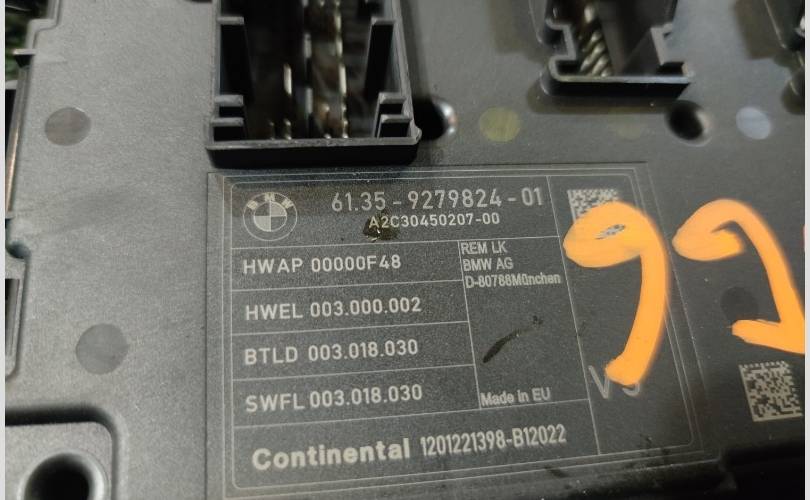 BMW
61.35 - 9279824 - 01
A2C30450207-00
HWAP 00000F48
REM LK
BMW AG
D-80788München
HWEL 003.000.002
BTLD 003.018.030
SWFL 003.018.030
Made in EU
Continental 1201221398-B12022